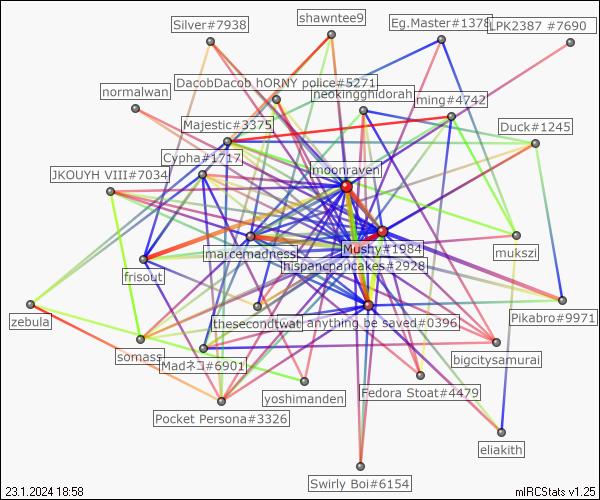 shawntee9
Silver#7938
Eg.Master#1378
LPK2387 #7690
DacobDacob hORNY police#5271
normalwan
neokingghidorah
ming#4742
Majestic#3375
Duck#1245
Cypha#1717
JKOUYH VIII#7034
moonraven
Mushy#1984
marcemadness
mukszi
hispancpancakes#2928
frisout
Pikabro#9971
zebula
thesecondtwat
anything be saved#0396
somass
bigcitysamurai
Madネコ#6901
Fedora Stoat#4479
yoshimanden
Pocket Persona#3326
eliakith
Swirly Boi#6154
23.1.2024 18:58
mIRCStats v1.25